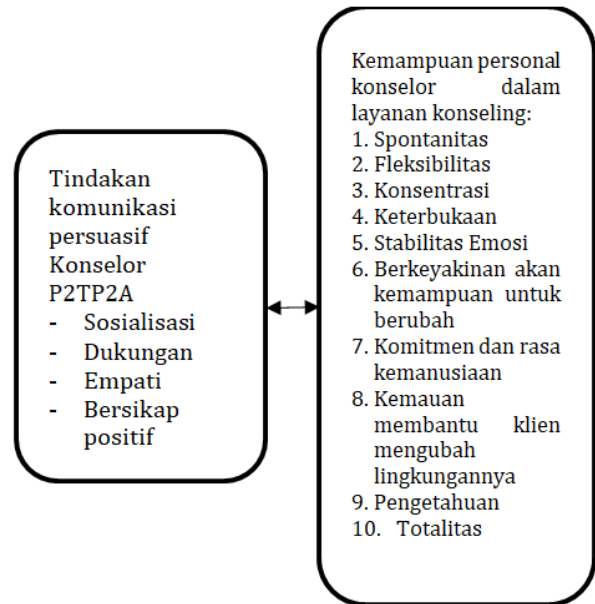 Tindakan
komunikasi
persuasif
Konselor
P2TP2A
- Sosialisasi
- Dukungan
- Empati
- Bersikap
positif
Kemampuan personal
konselor dalam
layanan konseling:
1. Spontanitas
2. Fleksibilitas
3. Konsentrasi
4. Keterbukaan
5. Stabilitas Emosi
6. Berkeyakinan akan
kemampuan untuk
berubah
7. Komitmen dan rasa
kemanusiaan
8. Kemauan
membantu klien
mengubah
lingkungannya
9. Pengetahuan
10. Totalitas